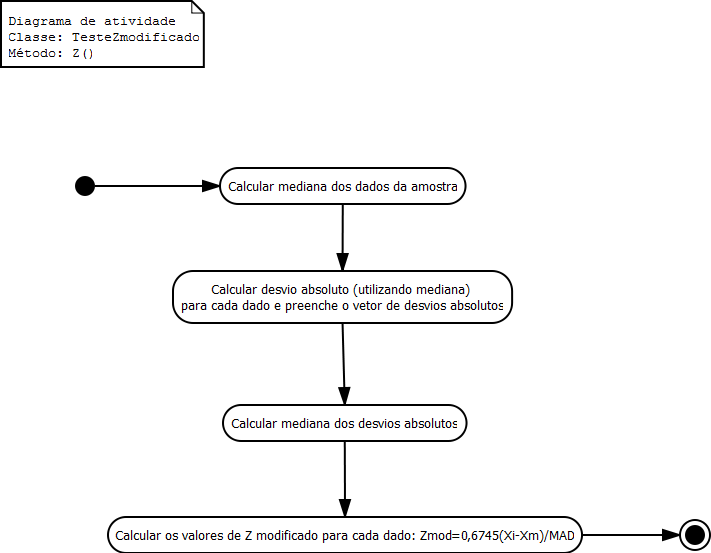 Diagrama de atividade
Classe: TesteZmodificado
Método: Z()
Calcular mediana dos dados da amostra
Calcular desvio absoluto (utilizando mediana)
para cada dado e preenche o vetor de desvios absolutos
Calcular mediana dos desvios absolutos
Calcular os valores de Z modificado para cada dado: Zmod=0,6745(Xi-Xm)/MAD